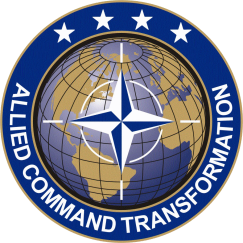 ALLIED COMMAND TRANSFORMATION